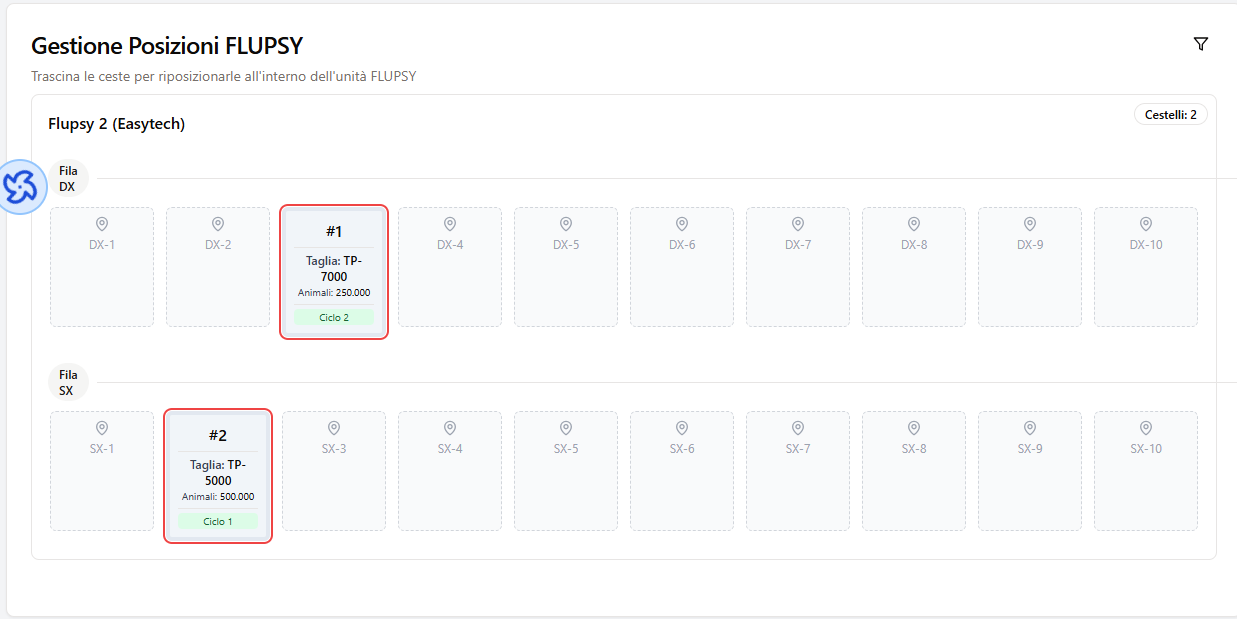 Gestione Posizioni FLUPSY
Trascina le ceste per riposizionarle all'interno dell'unità FLUPSY
Flupsy 2 (Easytech)
Cestelli: 2
Fila
DX
DX-1
DX-2
#1
Taglia: TP-
7000
Animali: 250.000
Ciclo 2
DX-4
DX-5
DX-6
DX-7
DX-8
DX-9
DX-10
Fila
SX
SX-1
#2
Taglia: TP-
5000
Animali: 500.000
Ciclo 1
SX-3
SX-4
SX-5
SX-6
SX-7
SX-8
SX-9
SX-10